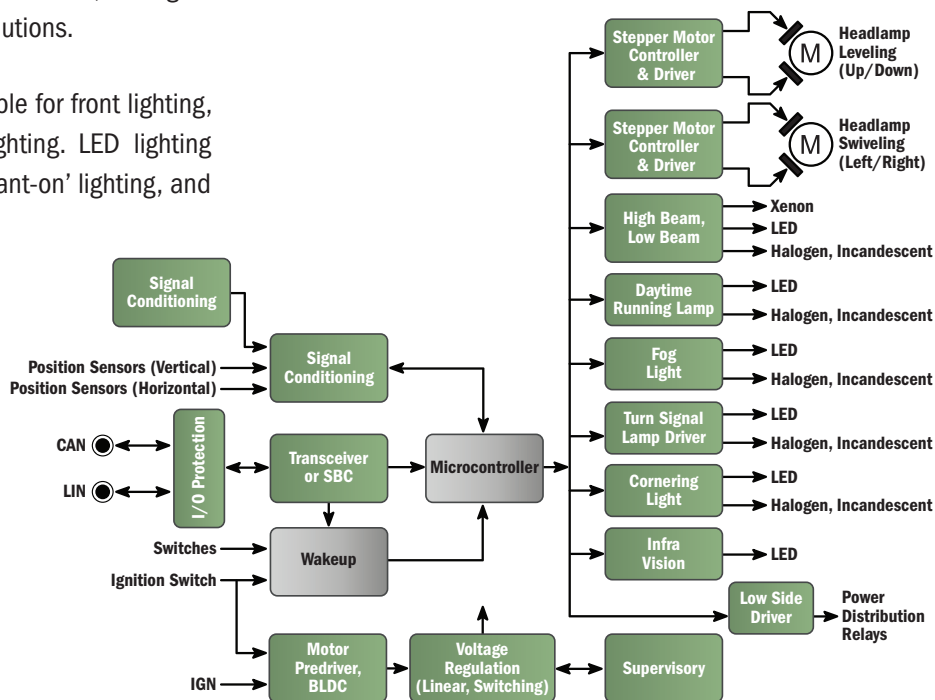 utions.
ble for front lighting,
ghting. LED lighting
ant-on’ lighting, and
Stepper Motor
Controller
& Driver
M
Headlamp
Leveling
(Up/Down)
Stepper Motor
Controller
& Driver
M
Headlamp
Swiveling
(Left/Right)
High Beam,
Low Beam
Xenon
LED
Halogen, Incandescent
Daytime
Running Lamp
LED
Halogen, Incandescent
Fog
Light
LED
Halogen, Incandescent
Turn Signal
Lamp Driver
LED
Halogen, Incandescent
Cornering
Light
LED
Halogen, Incandescent
Infra
Vision
LED
Low Side
Driver
Power
Distribution
Relays
Signal
Conditioning
Signal
Conditioning
Position Sensors (Vertical)
Position Sensors (Horizontal)
CAN
LIN
I/O Protection
Transceiver
or SBC
Microcontroller
Switches
Ignition Switch
Wakeup
IGN
Motor
Predriver,
BLDC
Voltage
Regulation
(Linear, Switching)
Supervisory